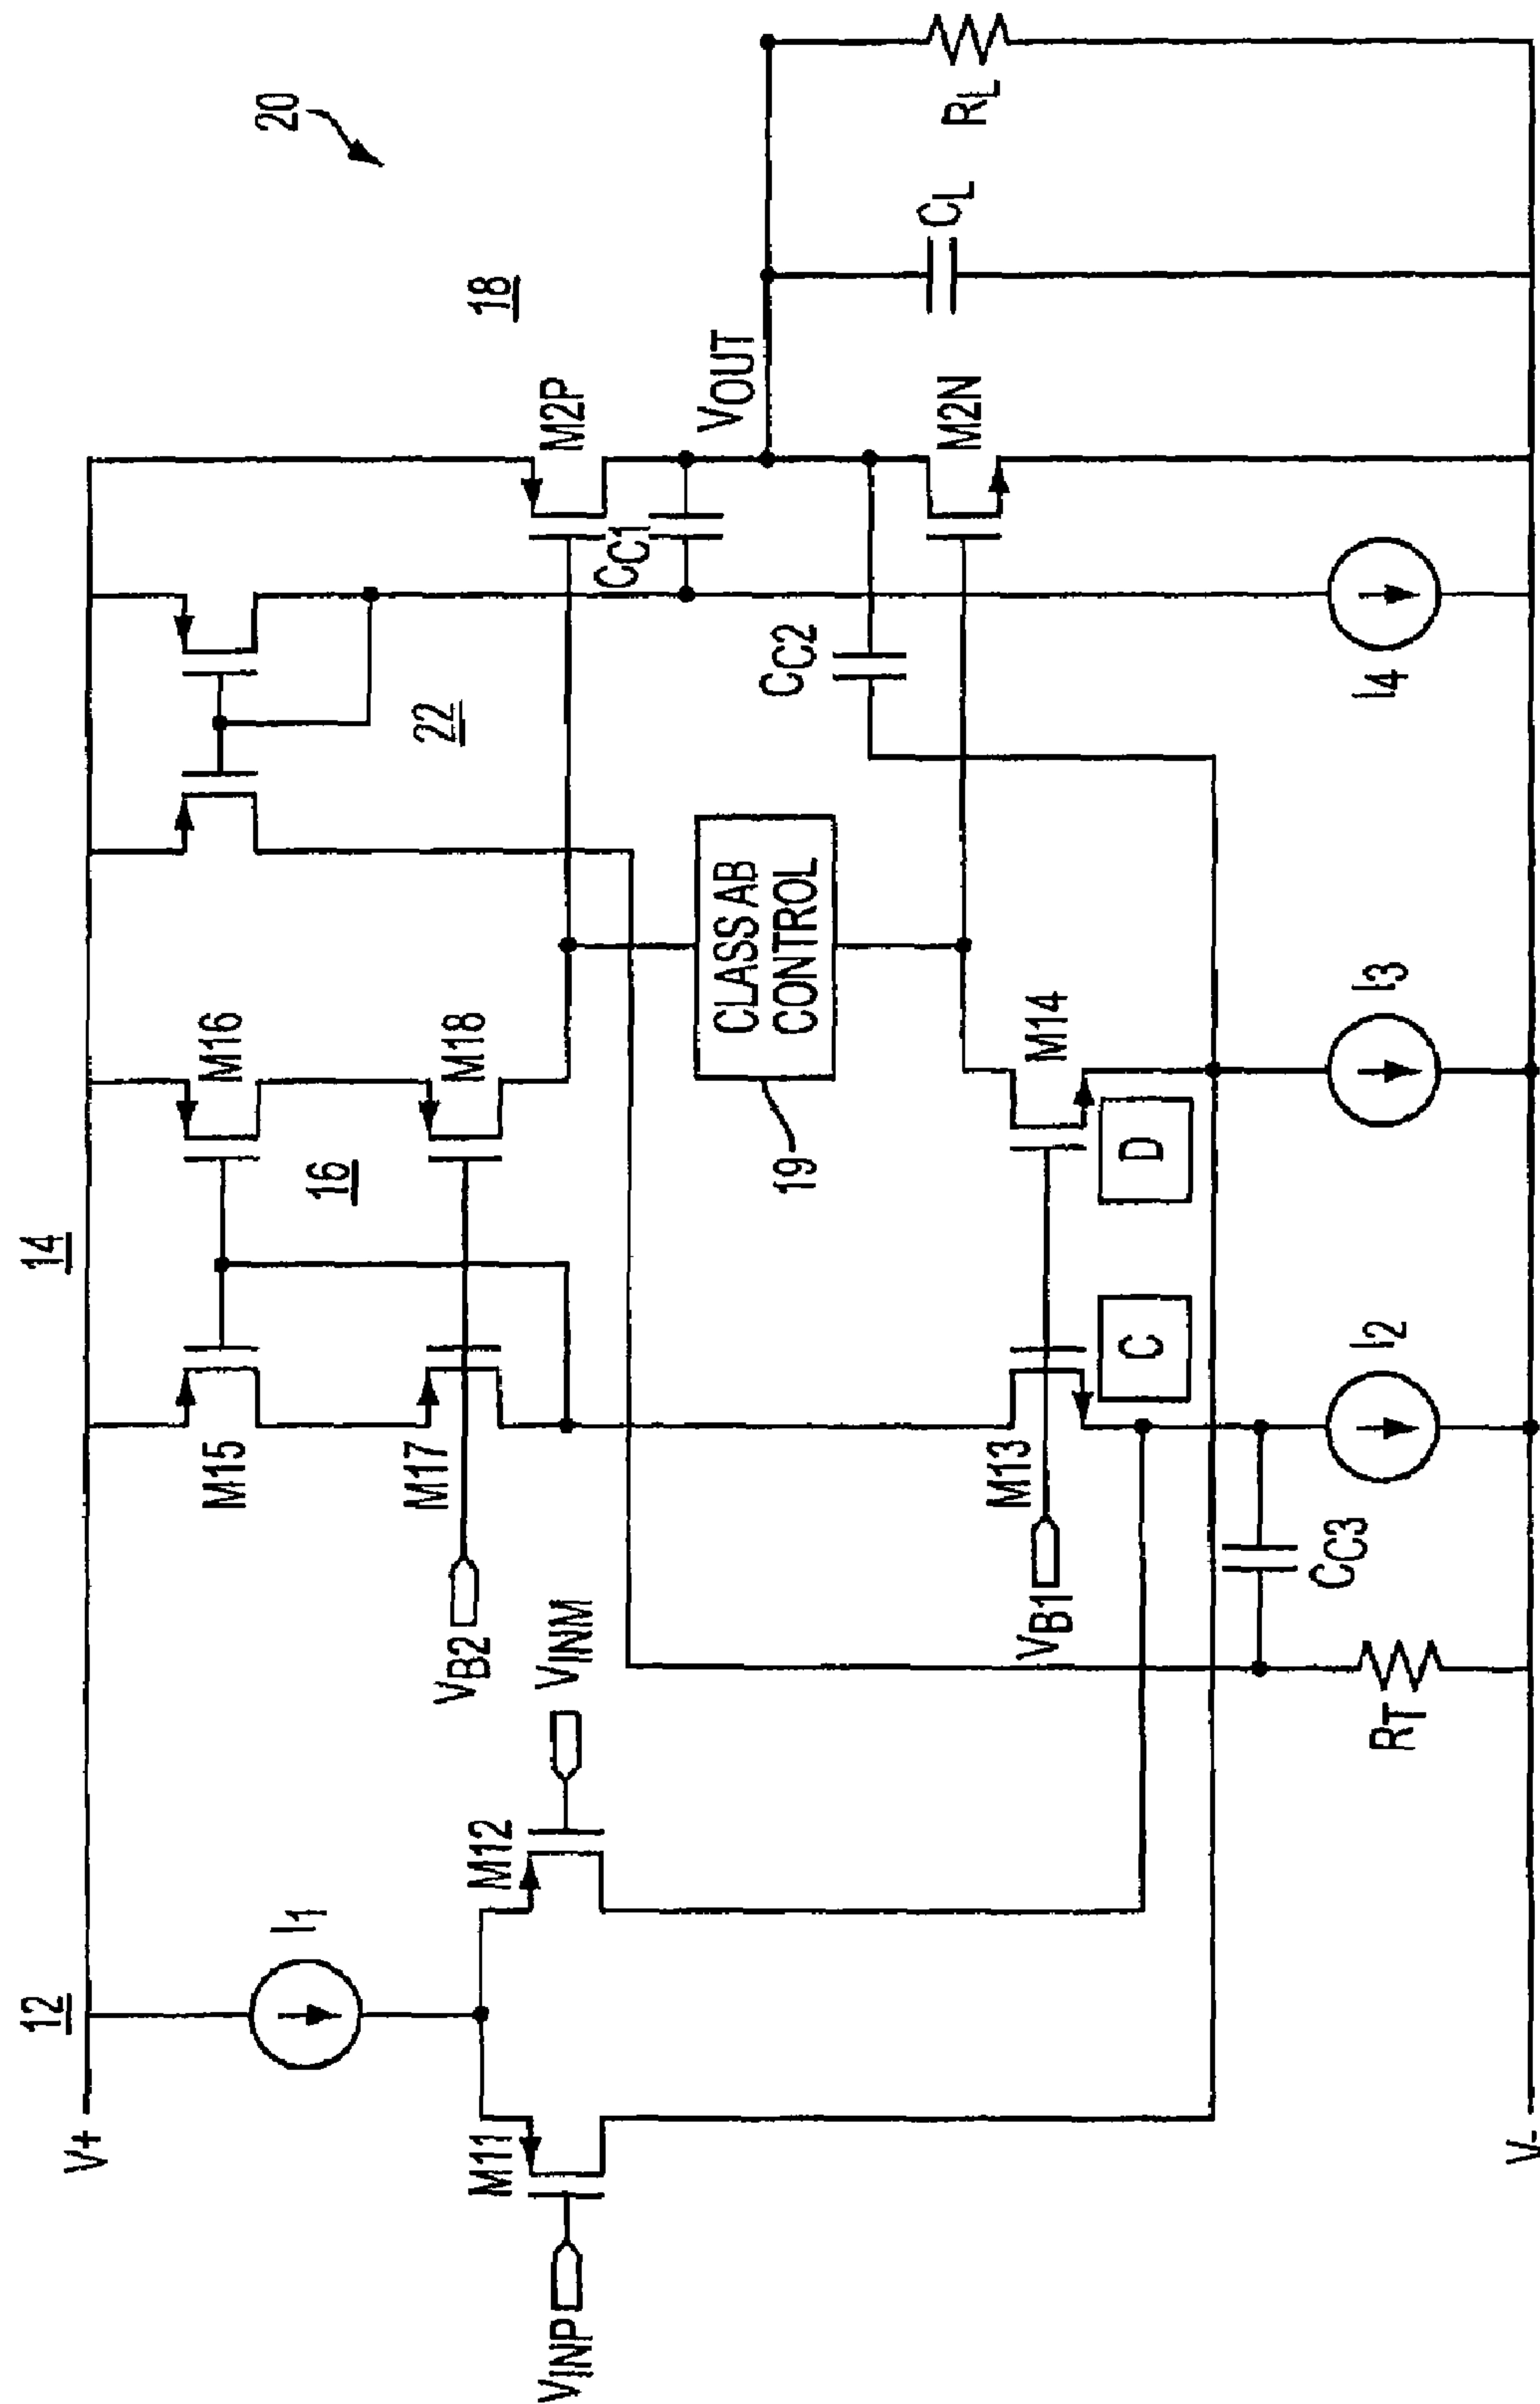 20
12
14
18
V+
I1
M15
M16
16
22
M17
M18
M2P
VB2
VINM
VINP
M11
M12
CC1
VOUT
CLASS AB
CONTROL
19
CC2
CL
RL
M2N
M13
M14
VB1
C
D
CC3
RT
I2
I3
I4
V-